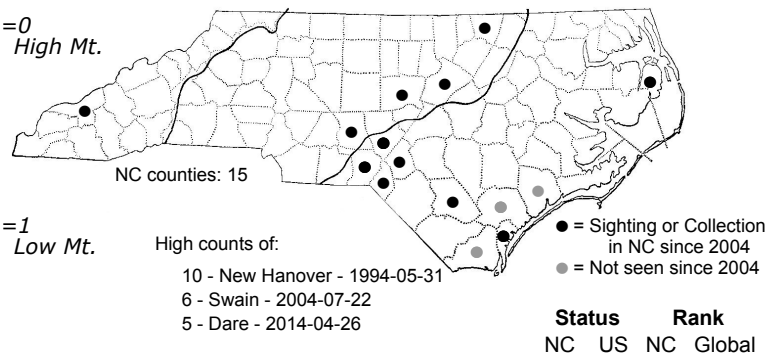 =0
High Mt.
NC counties: 15
=1
Low Mt.
High counts of:
10 - New Hanover - 1994-05-31
6 - Swain - 2004-07-22
5 - Dare - 2014-04-26
= Sighting or Collection
in NC since 2004
= Not seen since 2004
Status Rank
NC US NC Global